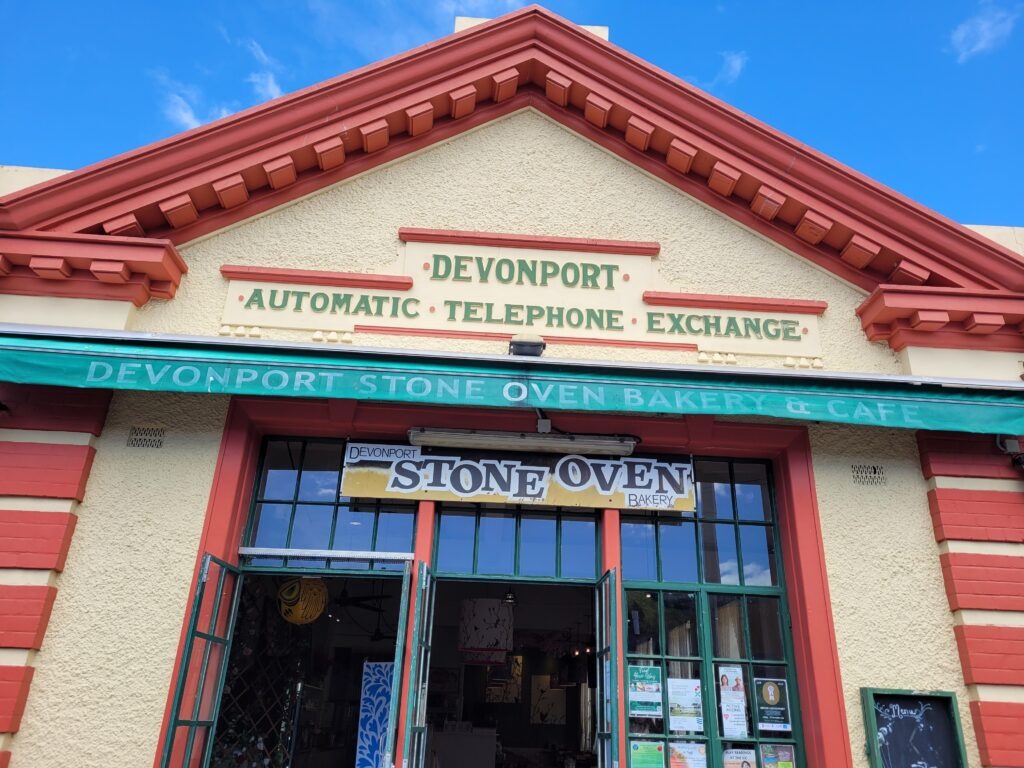 DEVONPORT
AUTOMATIC · TELEPHONE · EXCHANGE
DEVONPORT STONE OVEN BAKERY & CAFE
DEVONPORT
STONE OVEN
BAKERY
Menu